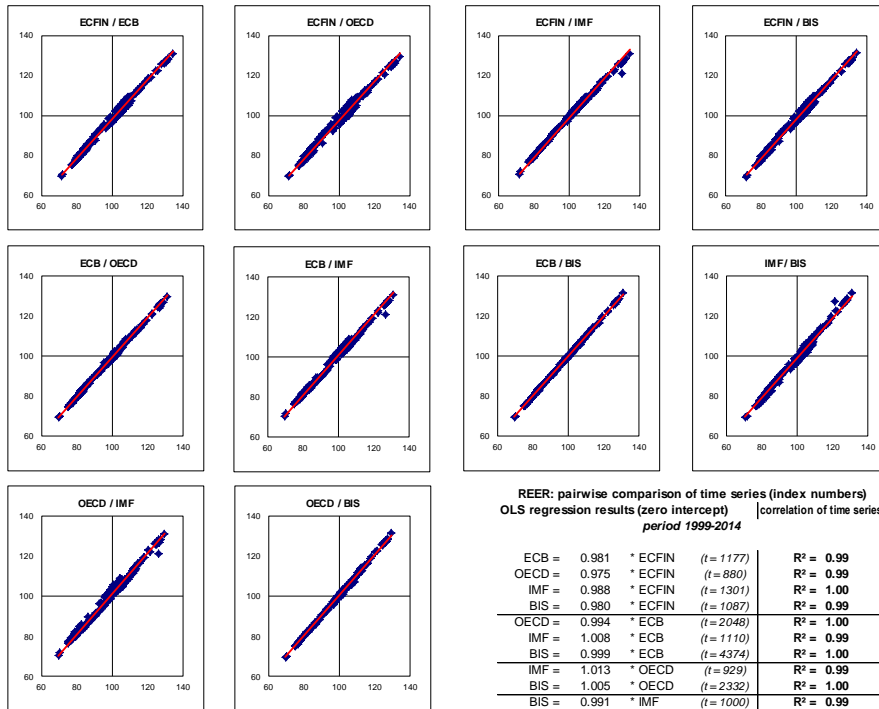 ECFIN / ECB
140
120
100
80
60
60 80 100 120 140
ECFIN / OECD
140
120
100
80
60
60 80 100 120 140
ECFIN / IMF
140
120
100
80
60
60 80 100 120 140
ECFIN / BIS
140
120
100
80
60
60 80 100 120 140
ECB / OECD
140
120
100
80
60
60 80 100 120 140
ECB / IMF
140
120
100
80
60
60 80 100 120 140
ECB / BIS
140
120
100
80
60
60 80 100 120 140
IMF/ BIS
140
120
100
80
60
60 80 100 120 140
OECD / IMF
140
120
100
80
60
60 80 100 120 140
OECD / BIS
140
120
100
80
60
60 80 100 120 140
REER: pairwise comparison of time series (index numbers)
OLS regression results (zero intercept) correlation of time series
period 1999-2014
ECB = 0.981 * ECFIN (t = 1177) R² = 0.99
OECD = 0.975 * ECFIN (t = 880) R² = 0.99
IMF = 0.988 * ECFIN (t = 1301) R² = 1.00
BIS = 0.980 * ECFIN (t = 1087) R² = 0.99
OECD = 0.994 * ECB (t = 2048) R² = 1.00
IMF = 1.008 * ECB (t = 1110) R² = 0.99
BIS = 0.999 * ECB (t = 4374) R² = 1.00
IMF = 1.013 * OECD (t = 929) R² = 0.99
BIS = 1.005 * OECD (t = 2332) R² = 1.00
BIS = 0.991 * IMF (t = 1000) R² = 0.99